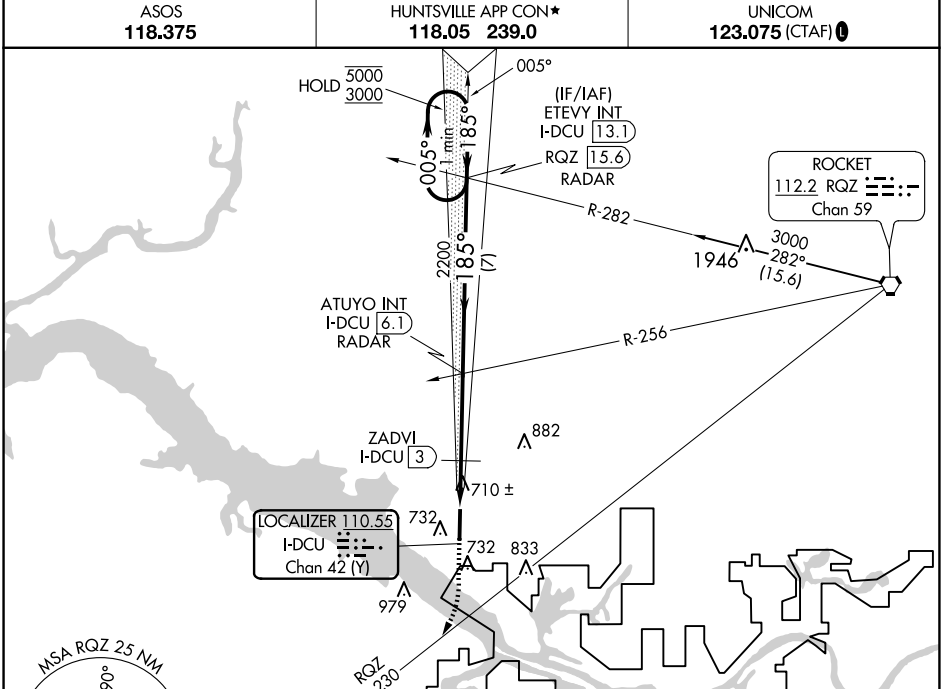 ASOS
118.375
HUNTSVILLE APP CON★
118.05 239.0
UNICOM
123.075 (CTAF) L
HOLD 5000
3000
005°
185°
005°
1 min
(IF/IAF)
ETEVY INT
I-DCU 13.1
RQZ 15.6
RADAR
ROCKET
112.2 RQZ
Chan 59
R-282
1946
3000
282°
(15.6)
2200
185°
(7)
ATUYO INT
I-DCU 6.1
RADAR
R-256
ZADVI
I-DCU 3
882
710 ±
LOCALIZER 110.55
I-DCU
Chan 42 (Y)
732
732
833
979
MSA RQZ 25 NM
90°
RQZ
230